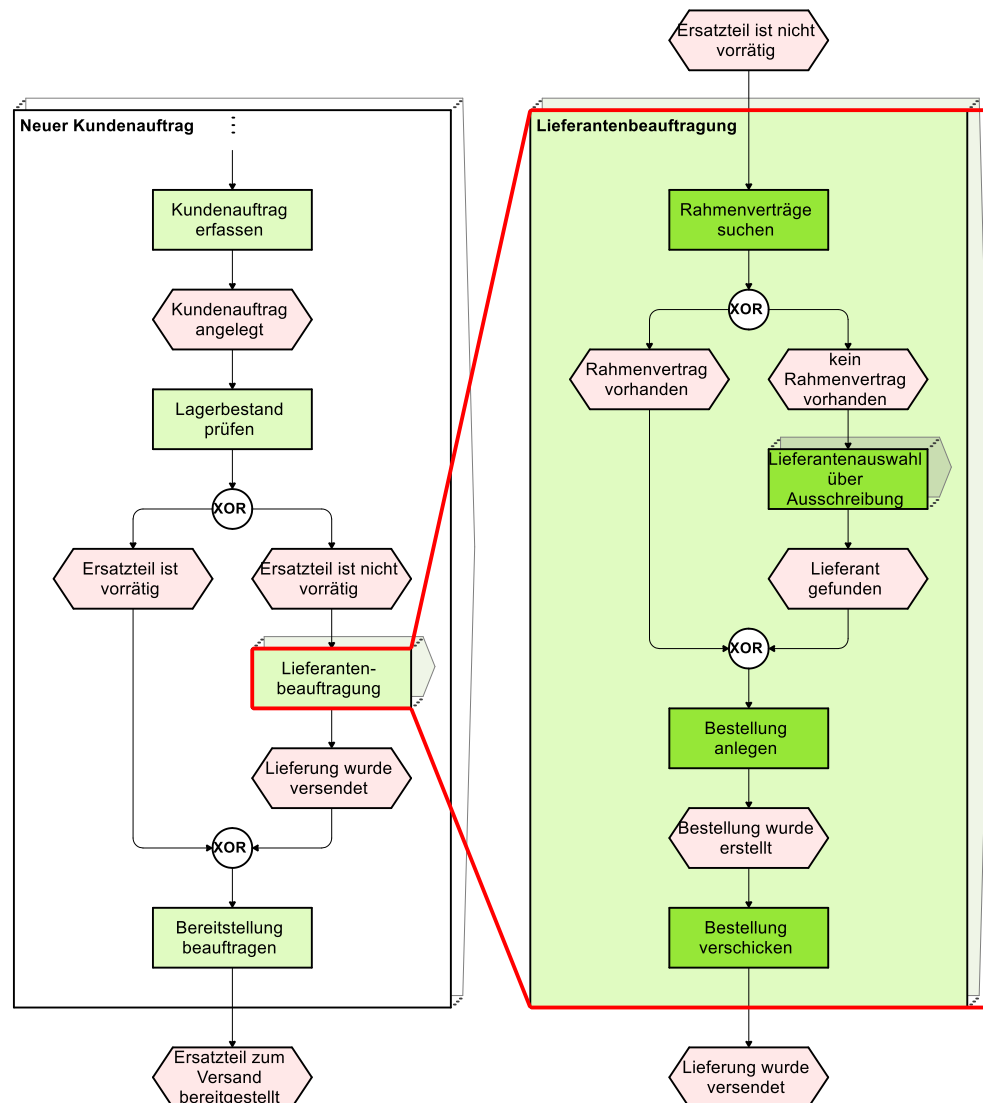 Neuer Kundenauftrag
Kundenauftrag
erfassen
Kundenauftrag
angelegt
Lagerbestand
prüfen
XOR
Ersatzteil ist
vorrätig
Ersatzteil ist nicht
vorrätig
Lieferanten-
beauftragung
Lieferung wurde
versendet
XOR
Bereitstellung
beauftragen
Ersatzteil zum
Versand
bereitgestellt
Ersatzteil ist nicht
vorrätig
Lieferantenbeauftragung
Rahmenverträge
suchen
XOR
Rahmenvertrag
vorhanden
kein
Rahmenvertrag
vorhanden
Lieferantenauswahl
über
Ausschreibung
Lieferant
gefunden
XOR
Bestellung
anlegen
Bestellung wurde
erstellt
Bestellung
verschicken
Lieferung wurde
versendet